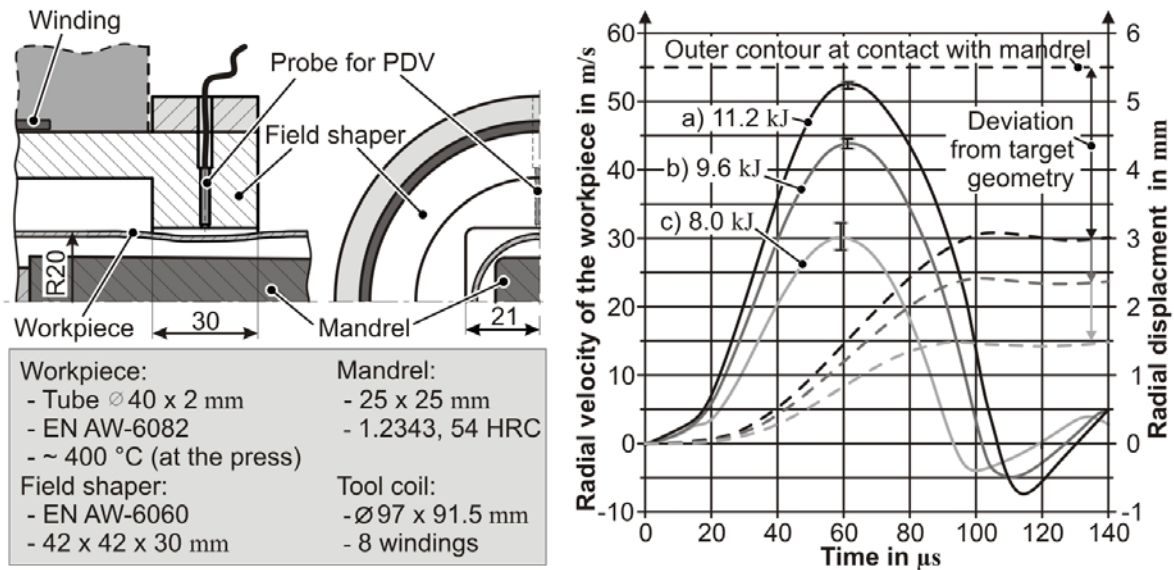 Winding
Probe for PDV
Field shaper
R20
Workpiece
30
Mandrel
21
Workpiece:
- Tube ∅ 40 x 2 mm
- EN AW-6082
- ~ 400 °C (at the press)
Field shaper:
- EN AW-6060
- 42 x 42 x 30 mm
Mandrel:
- 25 x 25 mm
- 1.2343, 54 HRC
Tool coil:
-Ø 97 x 91.5 mm
- 8 windings
Radial velocity of the workpiece in m/s
60
50
40
30
20
10
0
-10
Outer contour at contact with mandrel
a) 11.2 kJ
b) 9.6 kJ
c) 8.0 kJ
Deviation
from target
geometry
6
5
4
3
2
1
0
-1
Radial displacment in mm
0 20 40 60 80 100 120 140
Time in µs